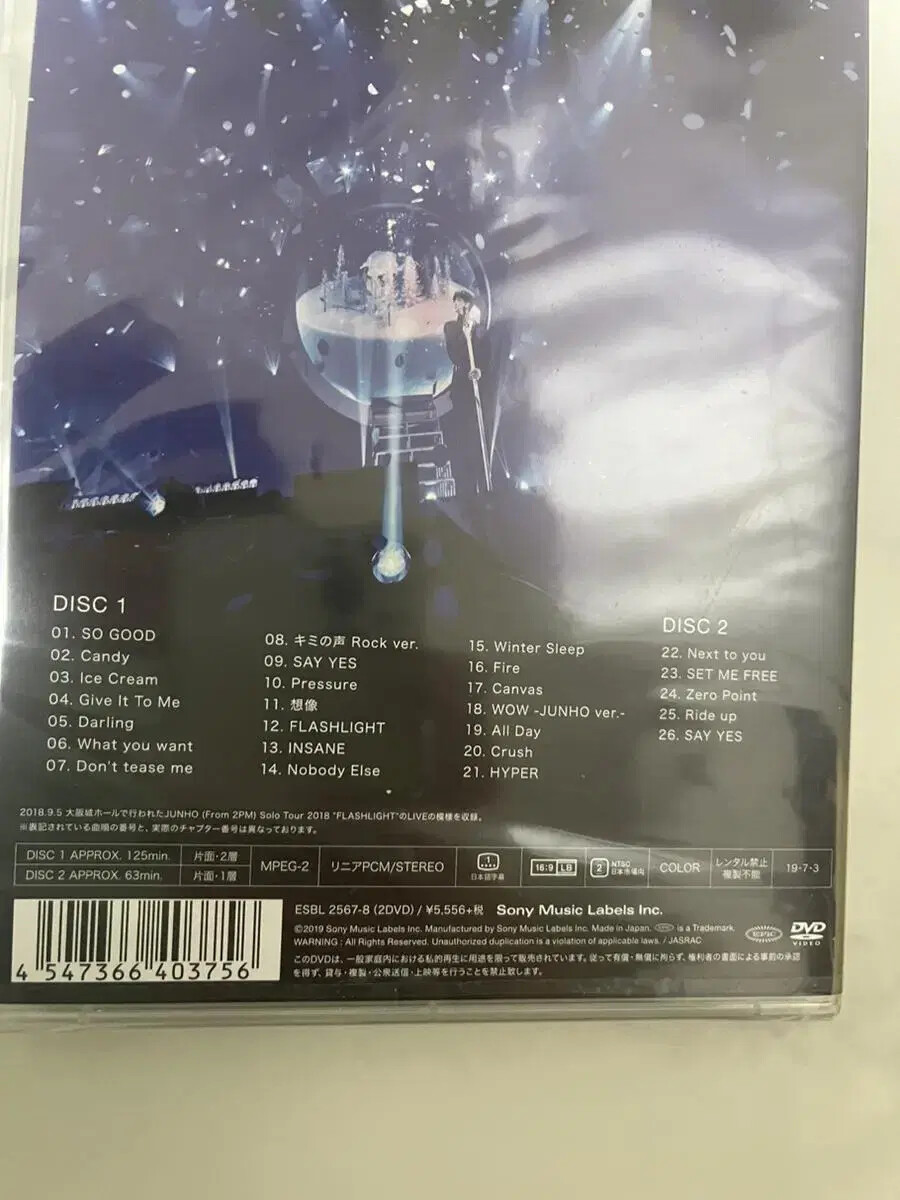 DISC 1
01. SO GOOD
02. Candy
03. Ice Cream
04. Give It To Me
05. Darling
06. What you want
07. Don't tease me
08. キミの声 Rock ver.
09. SAY YES
10. Pressure
11. 想像
12. FLASHLIGHT
13. INSANE
14. Nobody Else
15. Winter Sleep
16. Fire
17. Canvas
18. WOW -JUNHO ver.-
19. All Day
20. Crush
21. HYPER
DISC 2
22. Next to you
23. SET ME FREE
24. Zero Point
25. Ride up
26. SAY YES
2018.9.5 大阪城ホールで行われたJUNHO (From 2PM) Solo Tour 2018 "FLASHLIGHT"のLIVEの模様を収録。
※表記されている曲順の番号と、実際のチャプター番号は異なっております。
DISC 1 APPROX. 125min. 片面・2層
DISC 2 APPROX. 63min. 片面・1層
MPEG-2
リニアPCM/STEREO
1
日本語字幕
16:9 LB
2 NTSC
日本市場向
COLOR
レンタル禁止
複製不能
19・7・3
ESBL 2567-8 (2DVD) / ¥5,556+税 Sony Music Labels Inc.
©2019 Sony Music Labels Inc. Manufactured by Sony Music Labels Inc. Made in Japan. EPIC is a Trademark.
WARNING : All Rights Reserved. Unauthorized duplication is a violation of applicable laws. / JASRAC
EPIC
DVD
VIDEO
このDVDは、一般家庭内における私的再生に用途を限って販売されています。従って有償・無償に拘らず、権利者の書面による事前の承認
を得ず、貸与・複製・公衆送信・上映等を行うことを禁止致します。
4 547366 403756